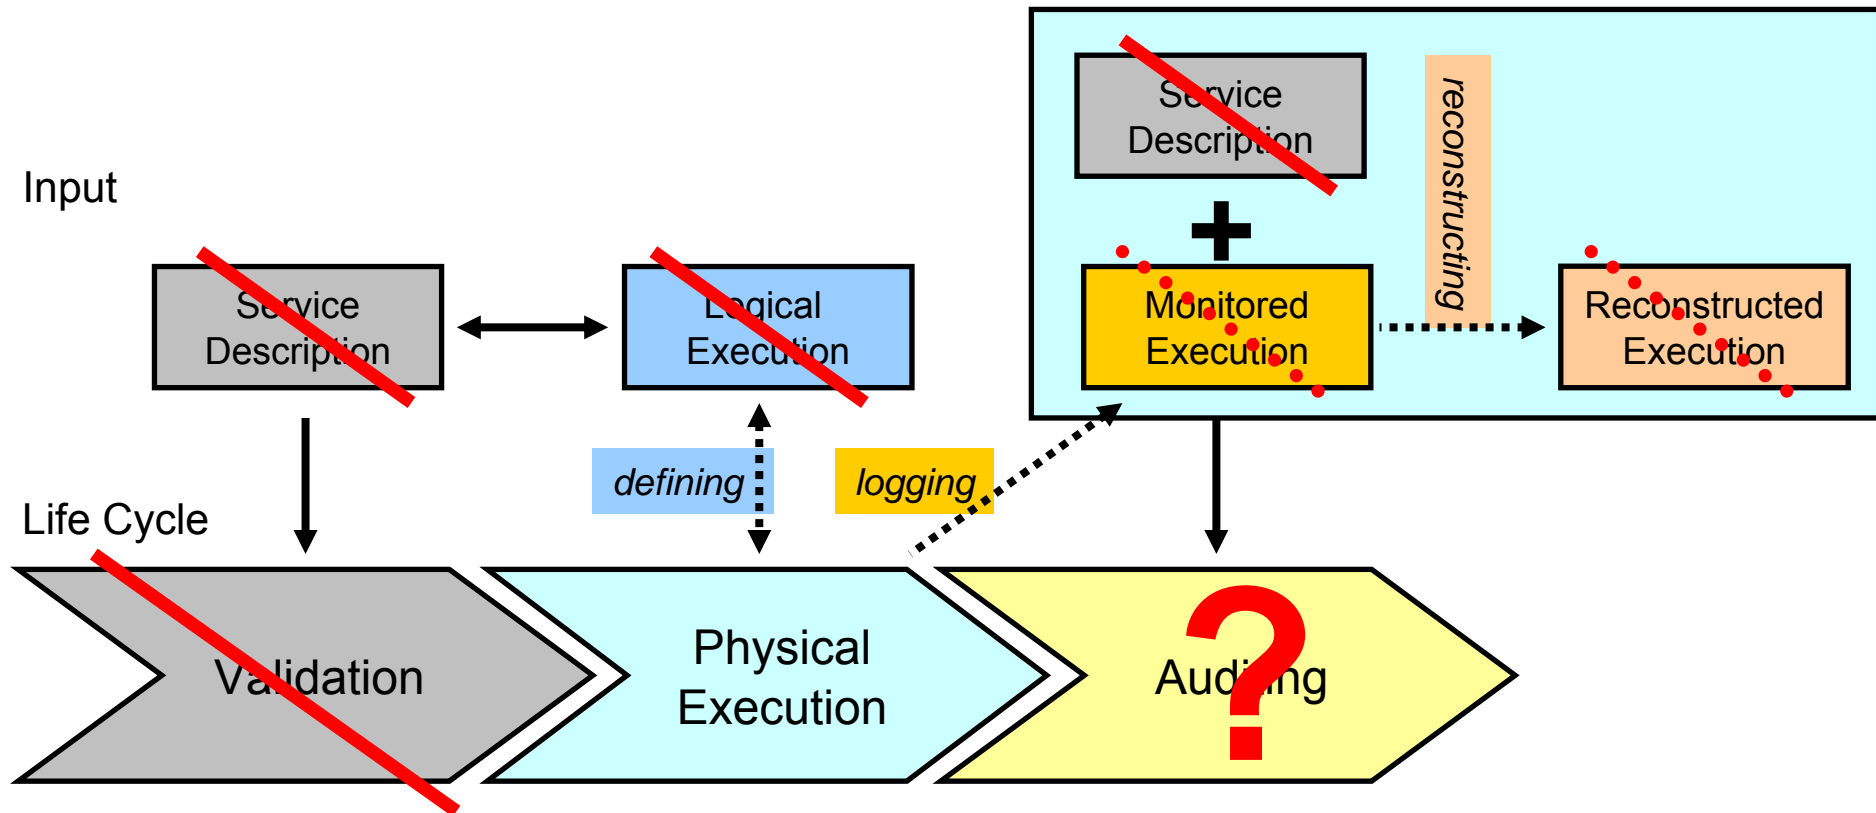 Service
Description
reconstructing
Input
+
Service
Description
Logical
Execution
Monitored
Execution
Reconstructed
Execution
defining
logging
Life Cycle
Validation
Physical
Execution
Auditing
?